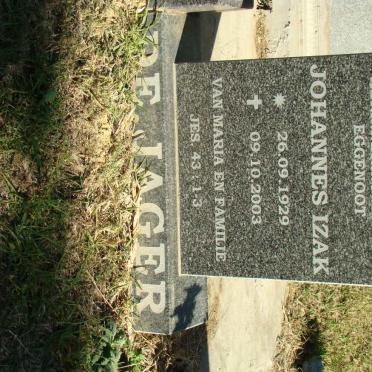 EGGENOOT
JOHANNES IZAK
26.09.1929
09.10.2003
VAN MARIA EN FAMILIE
JES. 43 : 1-3
DE JAGER